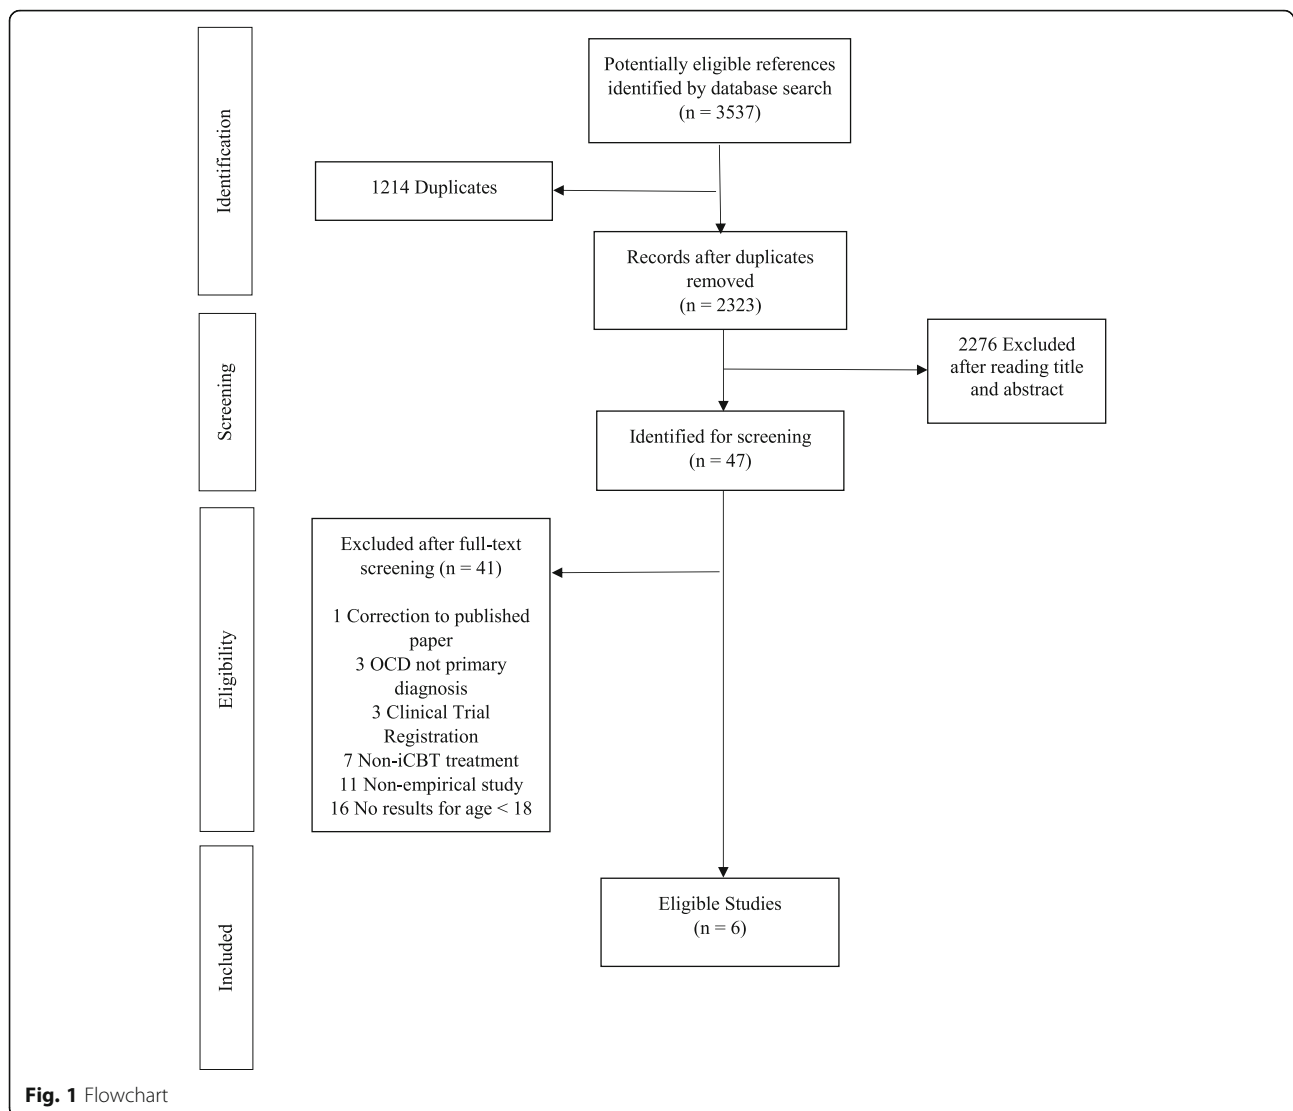 Identification
Potentially eligible references
identified by database search
(n = 3537)
1214 Duplicates
Records after duplicates
removed
(n = 2323)
Screening
2276 Excluded
after reading title
and abstract
Identified for screening
(n = 47)
Eligibility
Excluded after full-text
screening (n = 41)
1 Correction to published
paper
3 OCD not primary
diagnosis
3 Clinical Trial
Registration
7 Non-iCBT treatment
11 Non-empirical study
16 No results for age < 18
Included
Eligible Studies
(n = 6)
Fig. 1 Flowchart